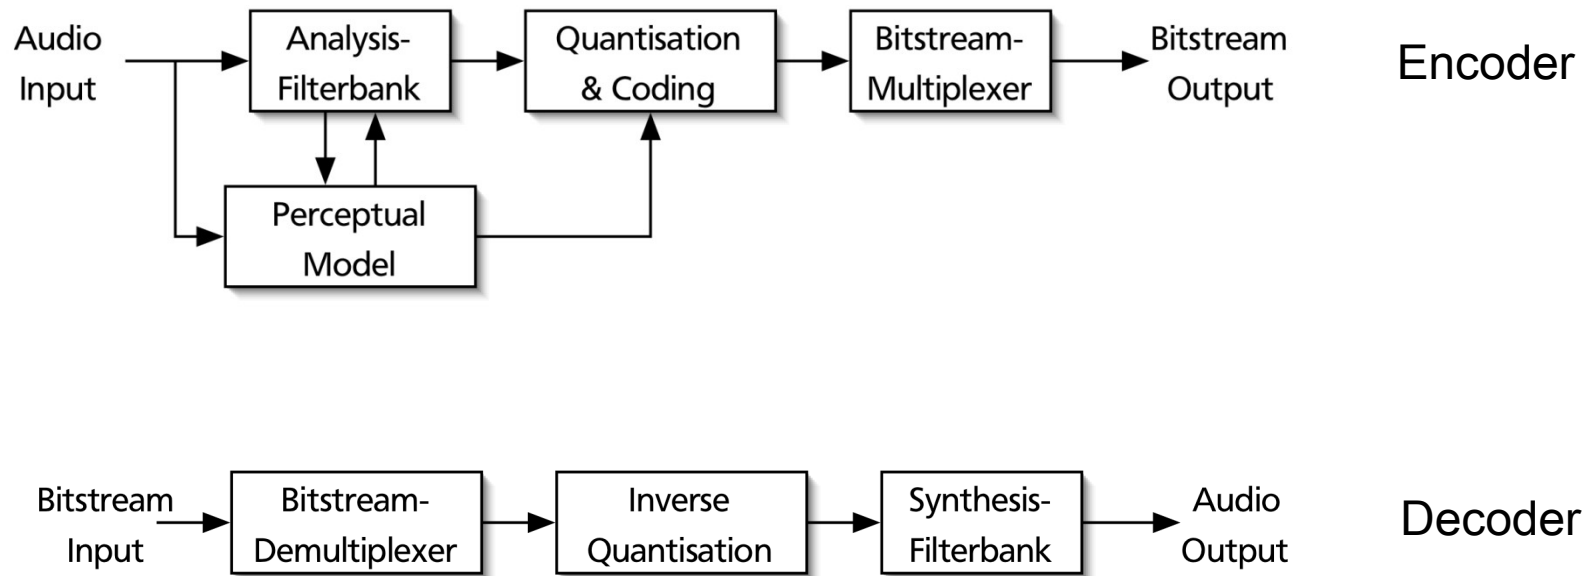 Audio
Input
Analysis-
Filterbank
Quantisation
& Coding
Bitstream-
Multiplexer
Bitstream
Output
Encoder
Perceptual
Model
Bitstream
Input
Bitstream-
Demultiplexer
Inverse
Quantisation
Synthesis-
Filterbank
Audio
Output
Decoder